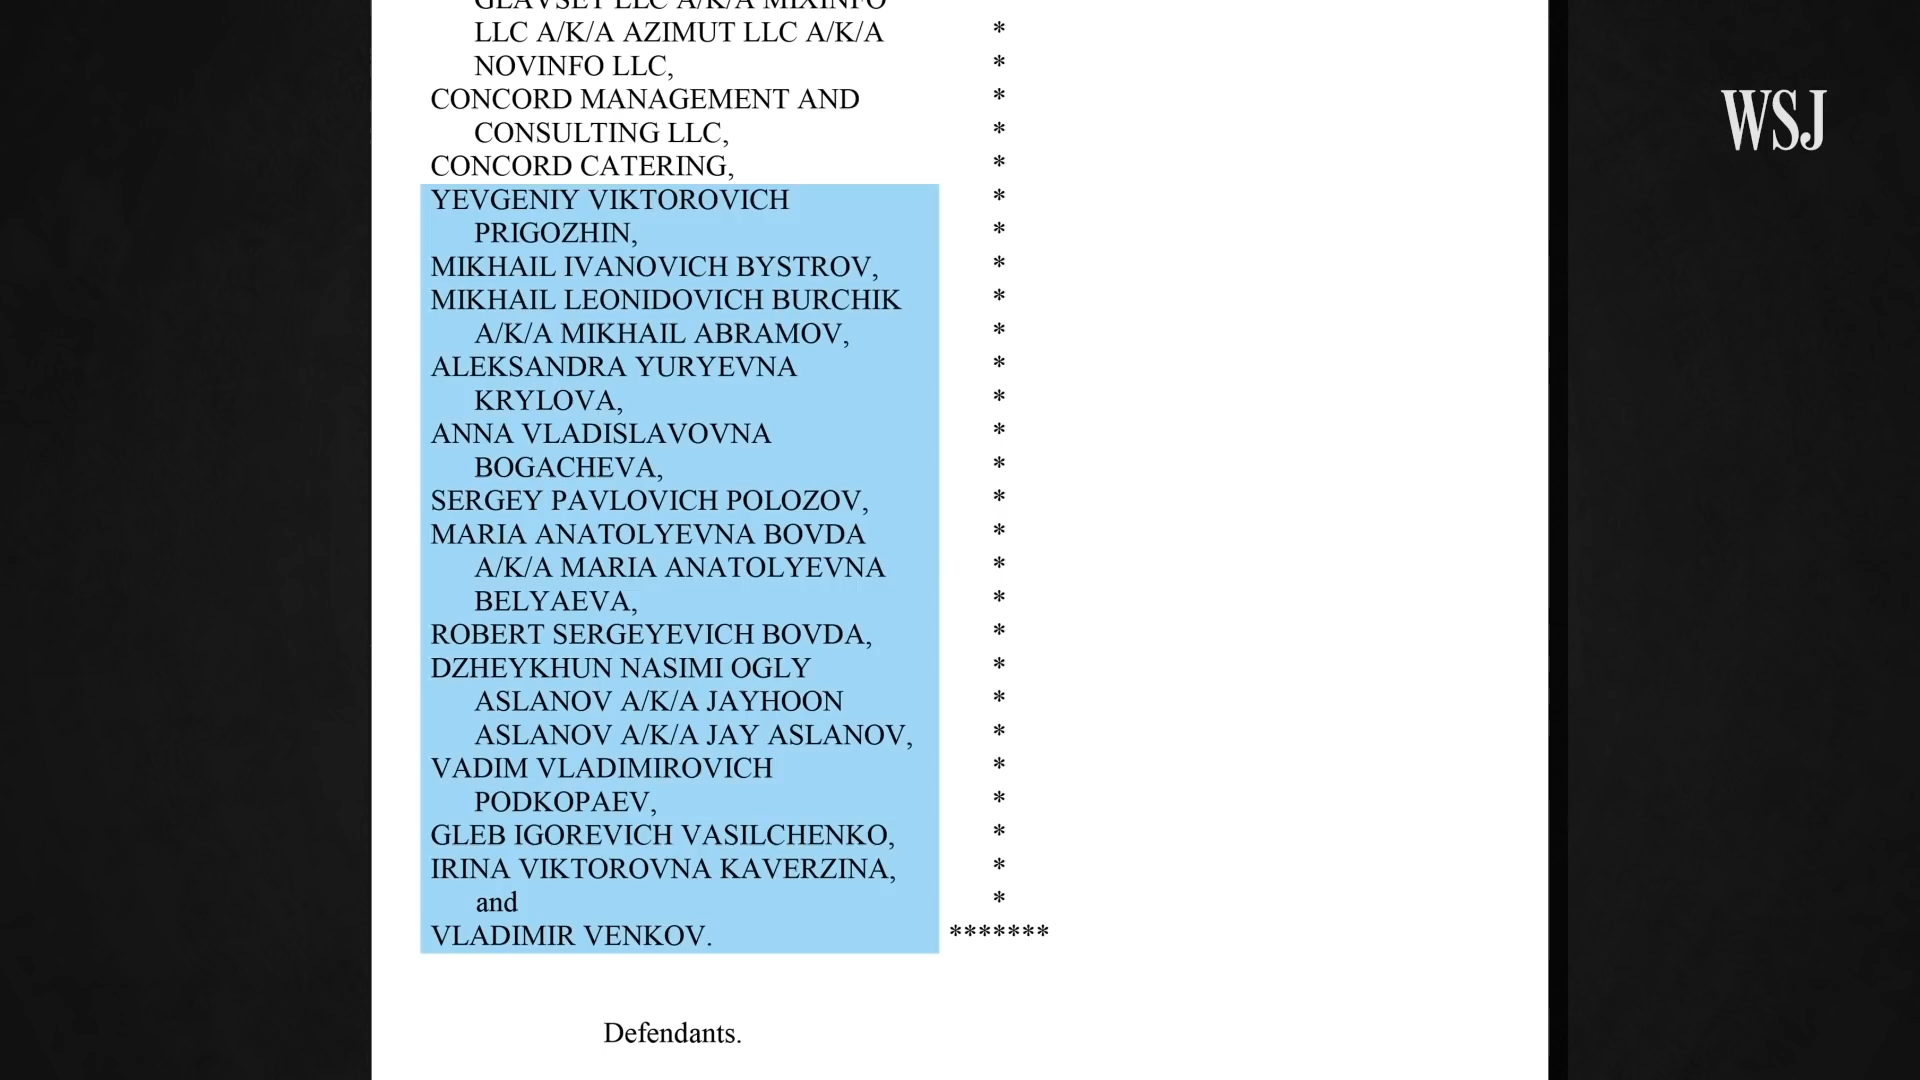 GLAVSET LLC A/K/A MIXINFO
LLC A/K/A AZIMUT LLC A/K/A *
NOVINFO LLC, *
CONCORD MANAGEMENT AND *
CONSULTING LLC, *
CONCORD CATERING, *
YEVGENIY VIKTOROVICH *
PRIGOZHIN, *
MIKHAIL IVANOVICH BYSTROV, *
MIKHAIL LEONIDOVICH BURCHIK *
A/K/A MIKHAIL ABRAMOV, *
ALEKSANDRA YURYEVNA *
KRYLOVA, *
ANNA VLADISLAVOVNA *
BOGACHEVA, *
SERGEY PAVLOVICH POLOZOV, *
MARIA ANATOLYEVNA BOVDA *
A/K/A MARIA ANATOLYEVNA *
BELYAEVA, *
ROBERT SERGEYEVICH BOVDA, *
DZHEYKHUN NASIMI OGLY *
ASLANOV A/K/A JAYHOON *
ASLANOV A/K/A JAY ASLANOV, *
VADIM VLADIMIROVICH *
PODKOPAEV, *
GLEB IGOREVICH VASILCHENKO, *
IRINA VIKTOROVNA KAVERZINA, *
and *
VLADIMIR VENKOV. *******
Defendants.
WSJ